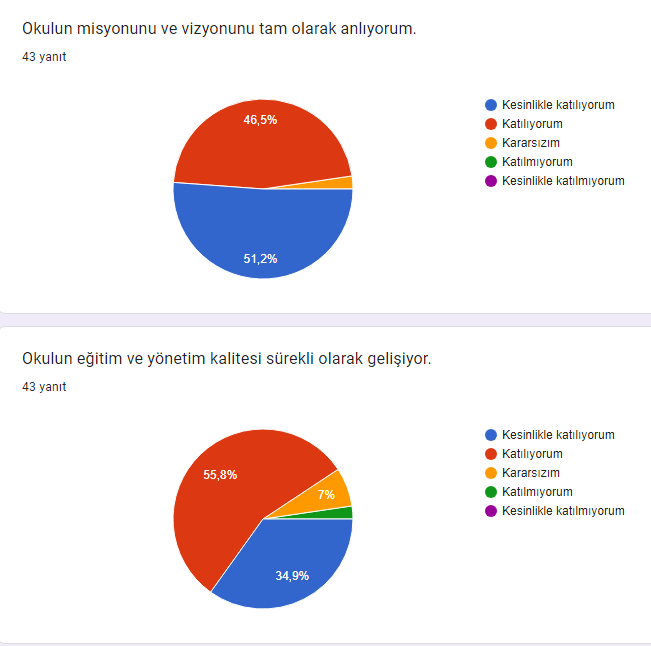 Okulun misyonunu ve vizyonunu tam olarak anlıyorum.
43 yanıt
46,5%
51,2%
Kesinlikle katılıyorum
Katılıyorum
Kararsızım
Katılmıyorum
Kesinlikle katılmıyorum
Okulun eğitim ve yönetim kalitesi sürekli olarak gelişiyor.
43 yanıt
55,8%
7%
34,9%
Kesinlikle katılıyorum
Katılıyorum
Kararsızım
Katılmıyorum
Kesinlikle katılmıyorum